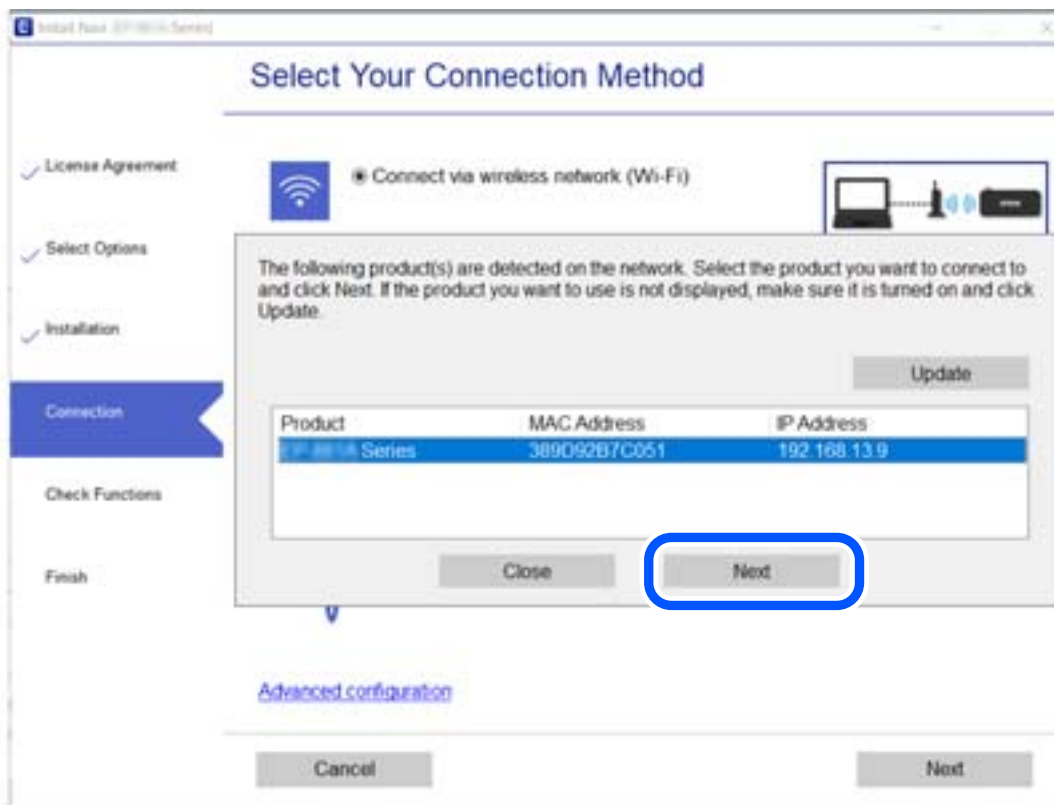 Install Navi
Series]
Select Your Connection Method
License Agreement
Select Options
Installation
Connection
Check Functions
Finish
Connect via wireless network (Wi-Fi)
The following product(s) are detected on the network. Select the product you want to connect to
and click Next. If the product you want to use is not displayed, make sure it is turned on and click
Update.
Update
Product MAC Address IP Address
Series 389D92B7C051 192.168.13.9
Close Next
Advanced configuration
Cancel Next